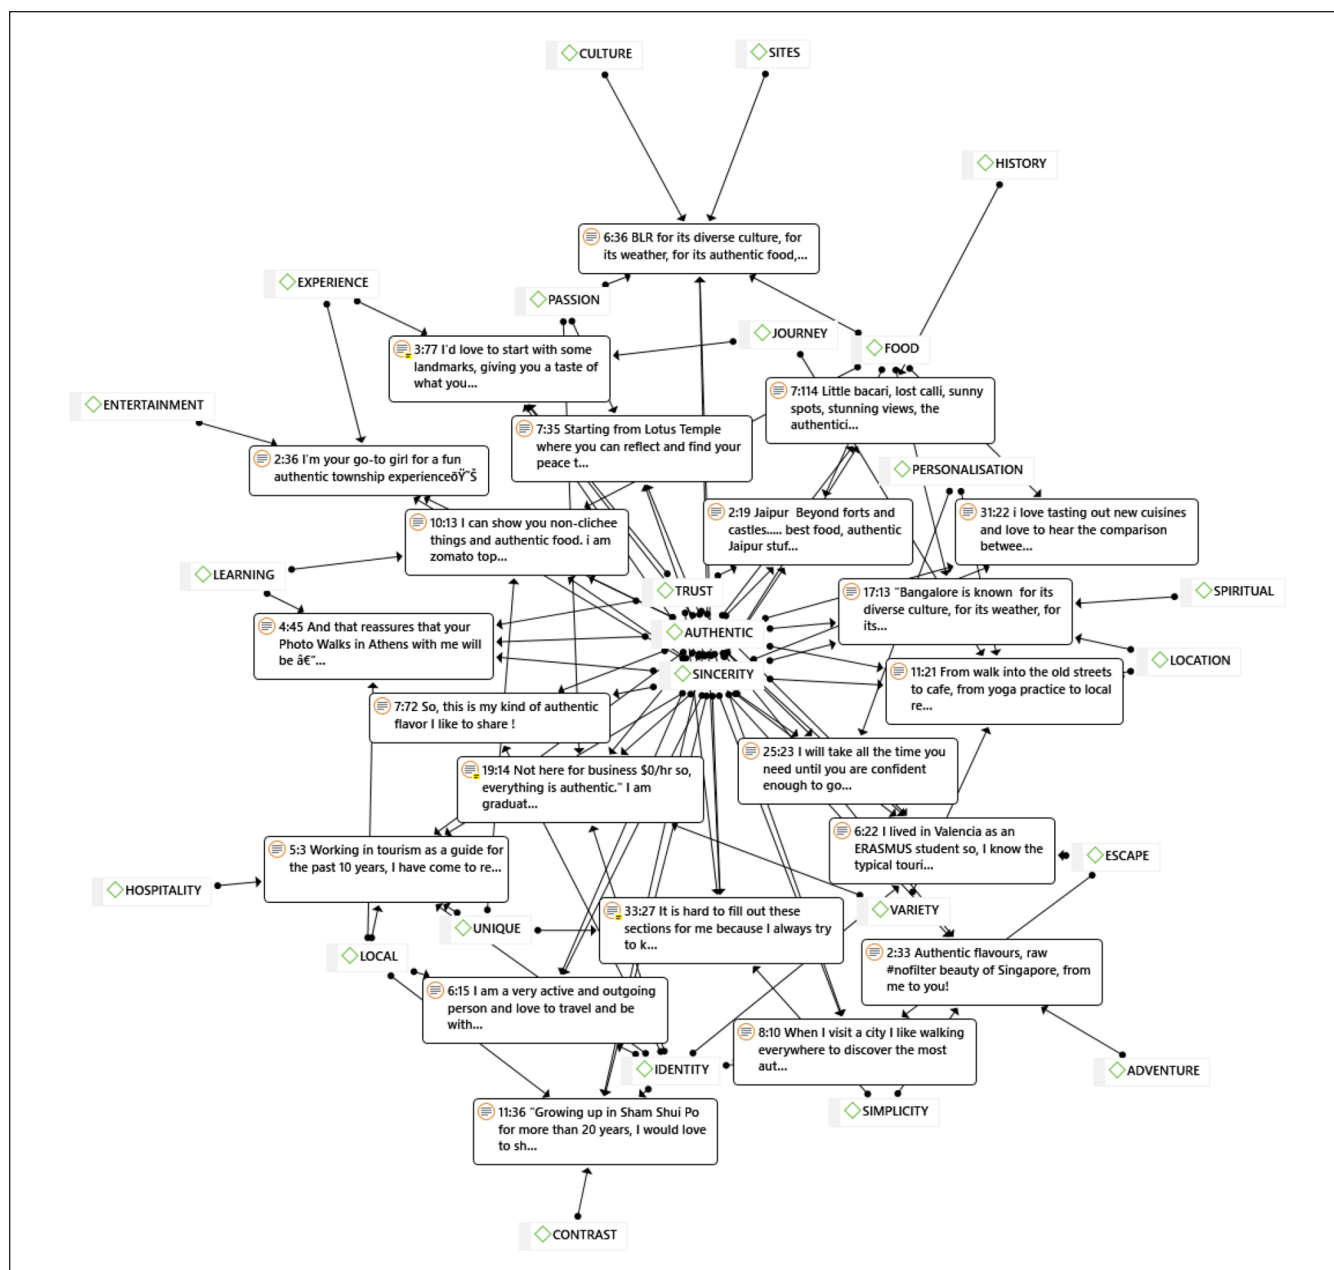 CULTURE
SITES
HISTORY
6:36 BLR for its diverse culture, for
its weather, for its authentic food,...
EXPERIENCE
PASSION
JOURNEY
FOOD
3:77 I'd love to start with some
landmarks, giving you a taste of
what you...
7:114 Little bacari, lost calli, sunny
spots, stunning views, the
authentici...
ENTERTAINMENT
7:35 Starting from Lotus Temple
where you can reflect and find your
peace t...
2:36 I'm your go-to girl for a fun
authentic township experienceðŸ˜Š
PERSONALISATION
10:13 I can show you non-clichee
things and authentic food. i am
zomato top...
2:19 Jaipur  Beyond forts and
castles..... best food, authentic
Jaipur stuf...
31:22 i love tasting out new cuisines
and love to hear the comparison
betwee...
LEARNING
TRUST
17:13 "Bangalore is known  for its
diverse culture, for its weather, for
its...
SPIRITUAL
4:45 And that reassures that your
Photo Walks in Athens with me will
be â€¨...
AUTHENTIC
SINCERITY
LOCATION
11:21 From walk into the old streets
to cafe, from yoga practice to local
re...
7:72 So, this is my kind of authentic
flavor I like to share !
19:14 Not here for business $0/hr so,
everything is authentic." I am
graduat...
25:23 I will take all the time you
need until you are confident
enough to go...
5:3 Working in tourism as a guide for
the past 10 years, I have come to re...
6:22 I lived in Valencia as an
ERASMUS student so, I know the
typical touri...
ESCAPE
HOSPITALITY
UNIQUE
VARIETY
33:27 It is hard to fill out these
sections for me because I always try
to k...
LOCAL
2:33 Authentic flavours, raw
#nofilter beauty of Singapore, from
me to you!
6:15 I am a very active and outgoing
person and love to travel and be
with...
8:10 When I visit a city I like walking
everywhere to discover the most
aut...
IDENTITY
ADVENTURE
SIMPLICITY
11:36 "Growing up in Sham Shui Po
for more than 20 years, I would love
to sh...
CONTRAST